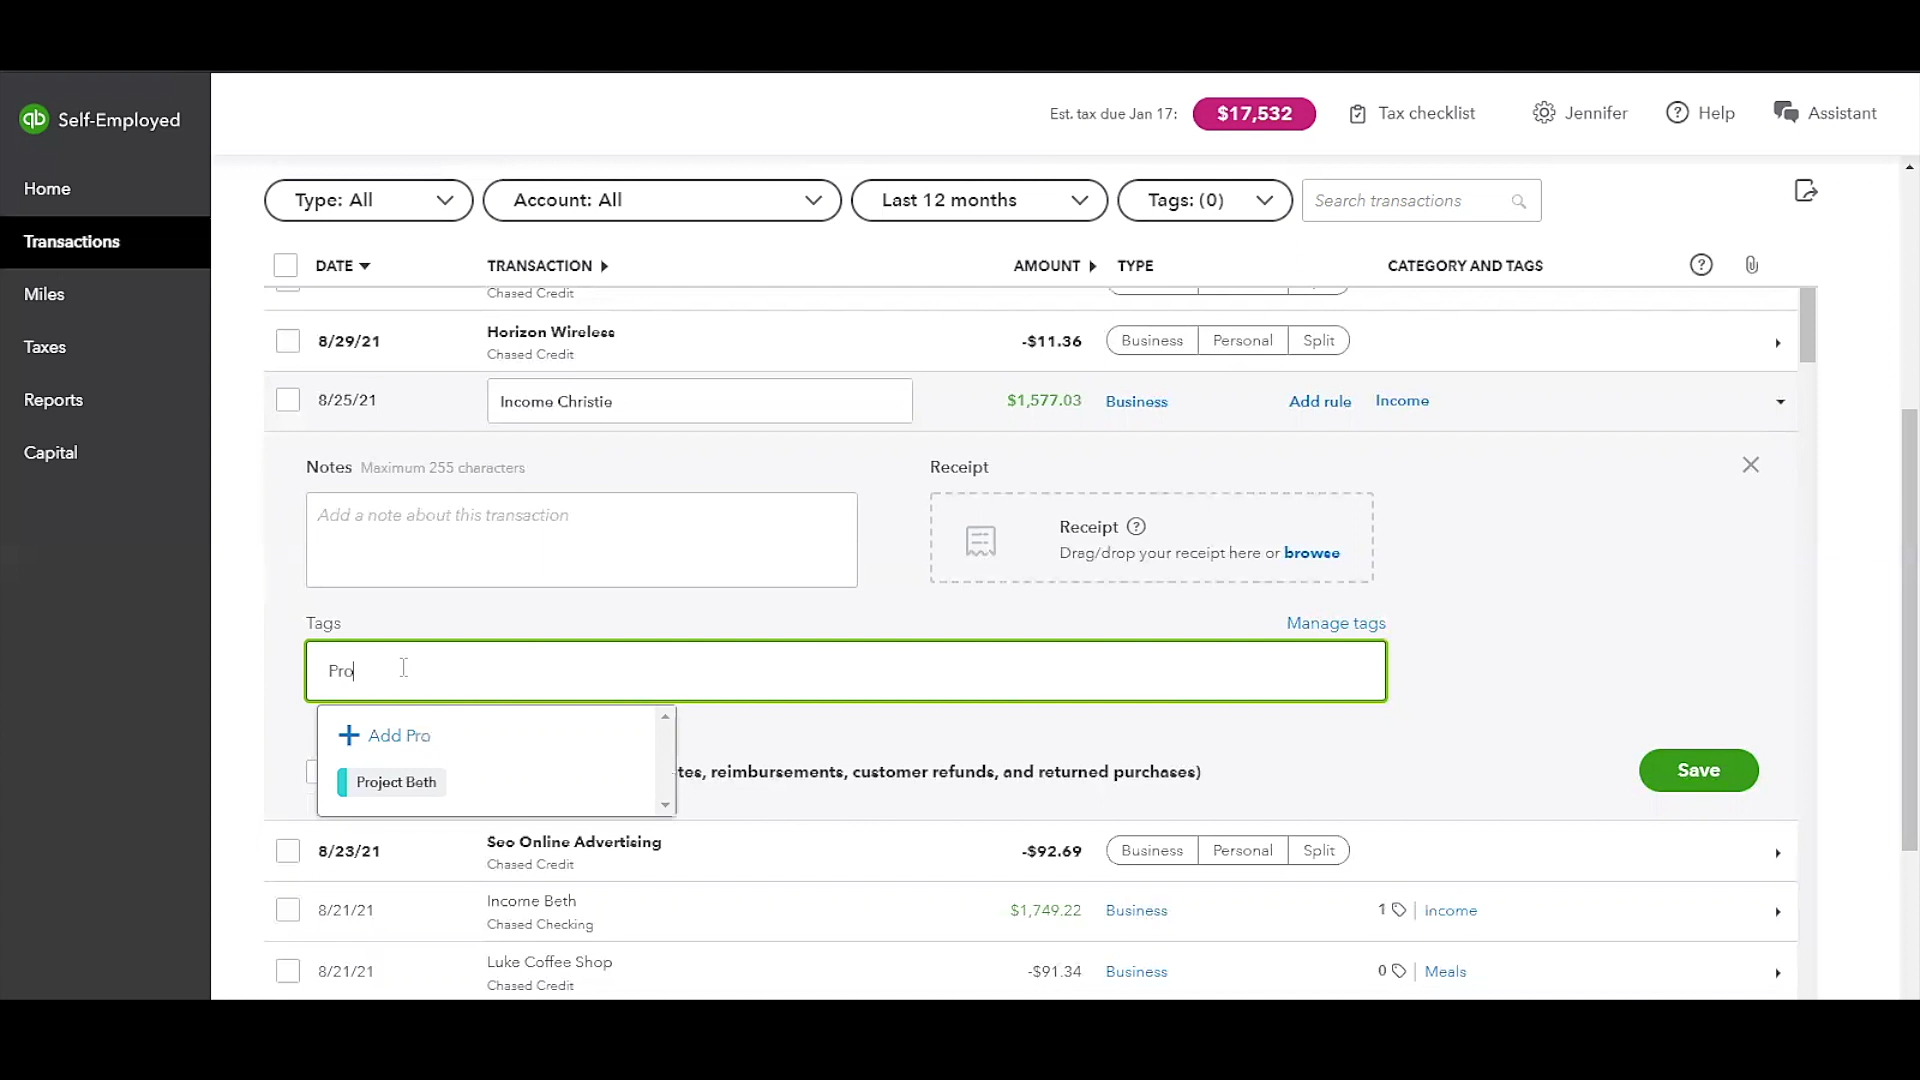 qb Self-Employed
Est. tax due Jan 17: $17,532 Tax checklist Jennifer Help Assistant
Home
Transactions
Miles
Taxes
Reports
Capital
Type: All Account: All Last 12 months Tags: (0) Search transactions
DATE TRANSACTION AMOUNT TYPE CATEGORY AND TAGS ?
Chased Credit
8/29/21 Horizon Wireless -$11.36 Business Personal Split
Chased Credit
8/25/21 Income Christie $1,577.03 Business Add rule Income
Notes Maximum 255 characters Receipt
Add a note about this transaction
Receipt ?
Drag/drop your receipt here or browse
Tags Manage tags
Pro
+ Add Pro
Project Beth
tes, reimbursements, customer refunds, and returned purchases)
Save
8/23/21 Seo Online Advertising -$92.69 Business Personal Split
Chased Credit
8/21/21 Income Beth $1,749.22 Business 1 Income
Chased Checking
8/21/21 Luke Coffee Shop -$91.34 Business 0 Meals
Chased Credit